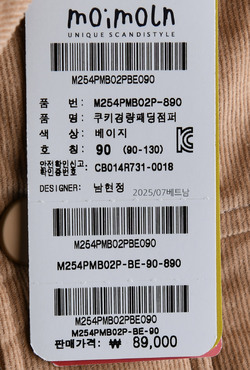 moimoln
UNIQUE SCANDISTYLE
M254PMB02PBE090
품 번: M254PMB02P-890
품 명: 쿠키경량패딩점퍼
색 상: 베이지
호 칭: 90 (90-130)
안전확인신고
확인증번호: CB014R731-0018
DESIGNER: 남현정
2025/07베트남
M254PMB02PBE090
M254PMB02P-BE-90-890
M254PMB02PBE090
M254PMB02P-BE-90
판매가격: ₩ 89,000